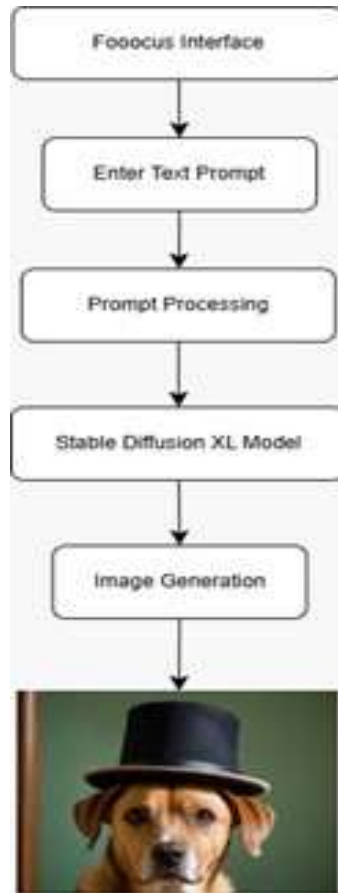 Fooocus Interface
Enter Text Prompt
Prompt Processing
Stable Diffusion XL Model
Image Generation